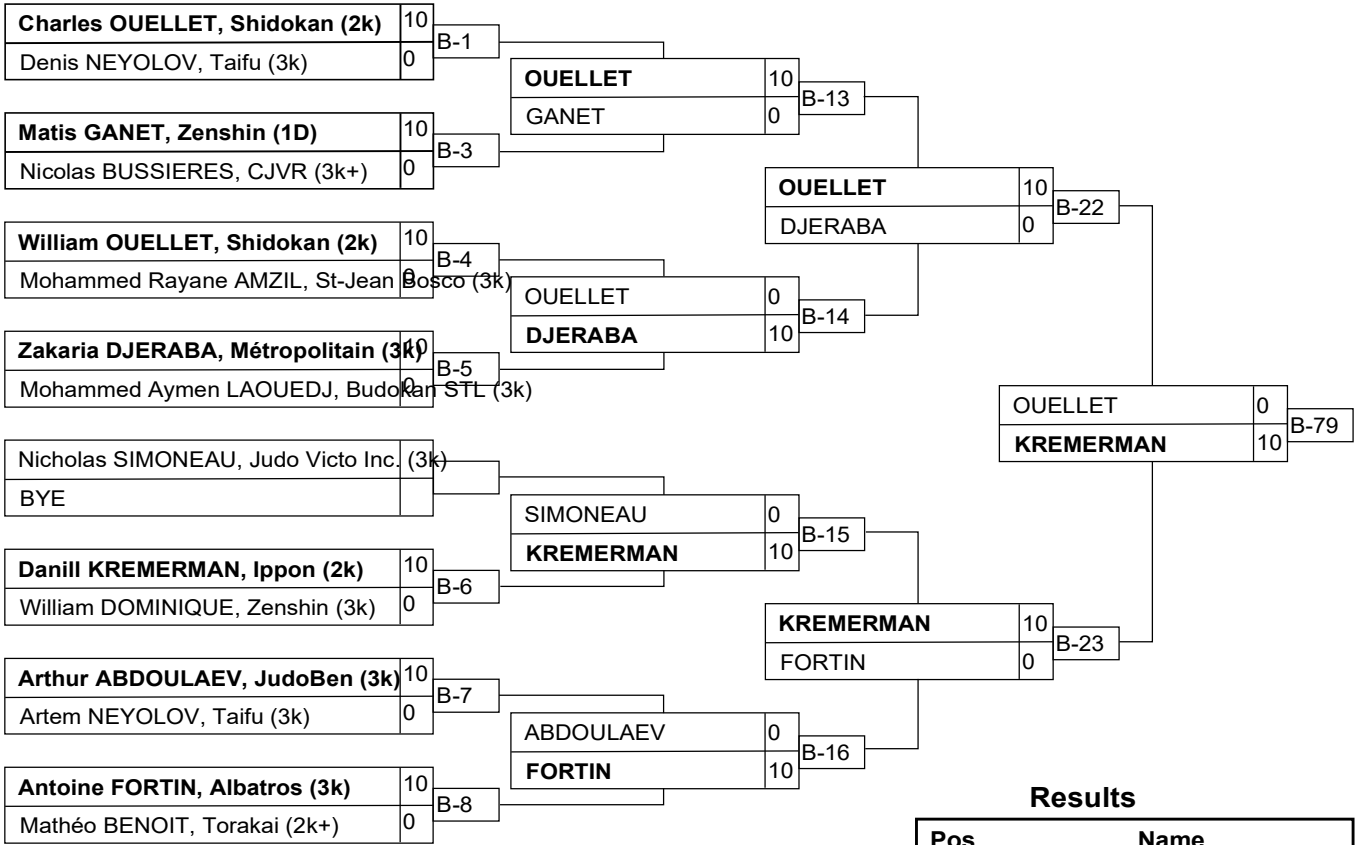 Charles OUELLET, Shidokan (2k) 10
B-1
Denis NEYOLOV, Taifu (3k) 0
OUELLET 10
B-13
GANET 0
Matis GANET, Zenshin (1D) 10
B-3
Nicolas BUSSIERES, CJVR (3k+) 0
OUELLET 10
B-22
DJERABA 0
William OUELLET, Shidokan (2k) 10
B-4
Mohammed Rayane AMZIL, St-Jean Bosco (3k) 0
OUELLET 0
B-14
DJERABA 10
Zakaria DJERABA, Métropolitain (3k) 10
B-5
Mohammed Aymen LAOUEDJ, Budokan STL (3k) 0
OUELLET 0
B-79
KREMERMAN 10
Nicholas SIMONEAU, Judo Victo Inc. (3k)
BYE
SIMONEAU 0
B-15
KREMERMAN 10
Danill KREMERMAN, Ippon (2k) 10
B-6
William DOMINIQUE, Zenshin (3k) 0
KREMERMAN 10
B-23
FORTIN 0
Arthur ABDOULAEV, JudoBen (3k) 10
B-7
Artem NEYOLOV, Taifu (3k) 0
ABDOULAEV 0
B-16
FORTIN 10
Antoine FORTIN, Albatros (3k) 10
B-8
Mathéo BENOIT, Torakai (2k+) 0
Results
Pos Name